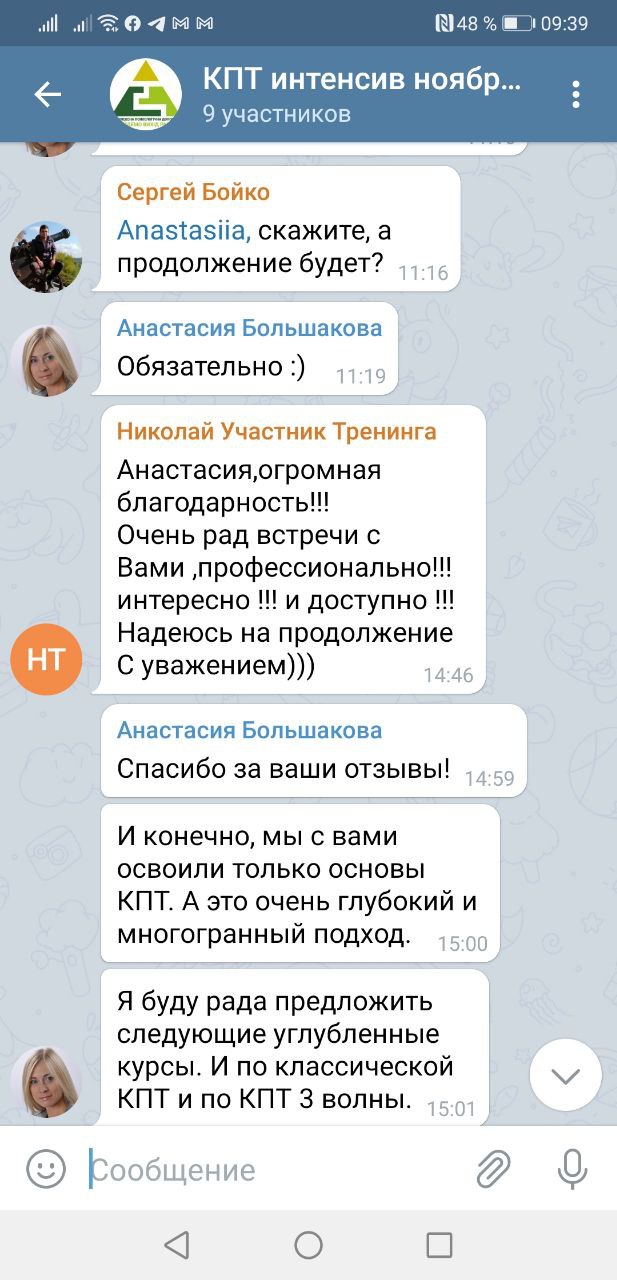 48 % 09:39
КПТ интенсив ноябр...
9 участников
Сергей Бойко
Anastasiia, скажите, а
продолжение будет? 11:16
Анастасия Большакова
Обязательно :) 11:19
Николай Участник Тренинга
Анастасия,огромная
благодарность!!!
Очень рад встречи с
Вами ,профессионально!!!
интересно !!! и доступно !!!
Надеюсь на продолжение
С уважением))) 14:46
НТ
Анастасия Большакова
Спасибо за ваши отзывы! 14:59
И конечно, мы с вами
освоили только основы
КПТ. А это очень глубокий и
многогранный подход. 15:00
Я буду рада предложить
следующие углубленные
курсы. И по классической
КПТ и по КПТ 3 волны. 15:01
Сообщение